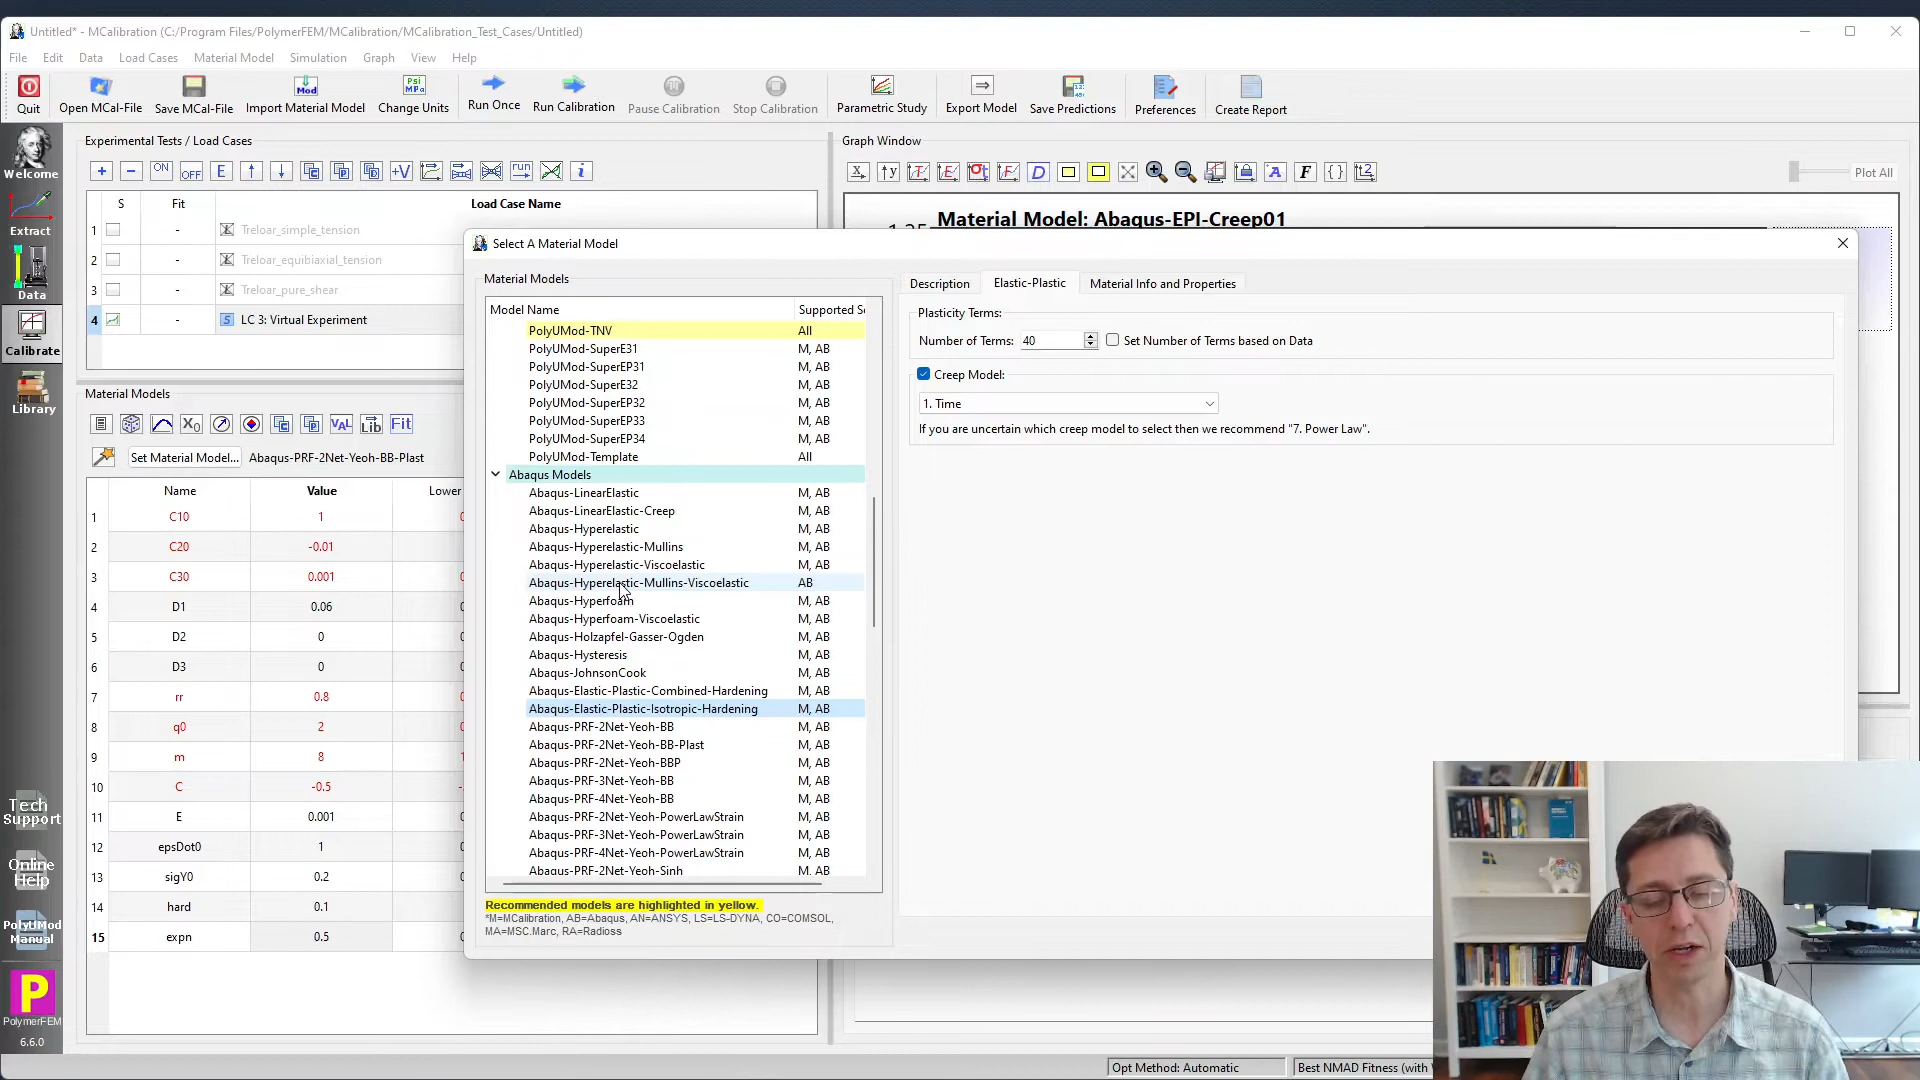 Untitled* - MCalibration (C:/Program Files/PolymerFEM/MCalibration/MCalibration_Test_Cases/Untitled)
File Edit Data Load Cases Material Model Simulation Graph View Help
Quit Open MCal-File Save MCal-File Import Material Model Change Units Run Once Run Calibration Pause Calibration Stop Calibration Parametric Study Export Model Save Predictions Preferences Create Report
Welcome
Extract
Data
Calibrate
Library
Tech
Support
Online
Help
PolyUMod
Manual
PolymerFEM
6.6.0
Experimental Tests / Load Cases
ON OFF E +V run i
S Fit Load Case Name
1 - Treloar_simple_tension
2 - Treloar_equibiaxial_tension
3 - Treloar_pure_shear
4 - S LC 3: Virtual Experiment
Material Models
X0 VAL Lib Fit
Set Material Model... Abaqus-PRF-2Net-Yeoh-BB-Plast
Name Value Lower
1 C10 1
2 C20 -0.01
3 C30 0.001
4 D1 0.06
5 D2 0
6 D3 0
7 rr 0.8
8 q0 2
9 m 8
10 C -0.5
11 E 0.001
12 epsDot0 1
13 sigY0 0.2
14 hard 0.1
15 expn 0.5
Graph Window
Plot All
Material Model: Abaqus-EPI-Creep01
Select A Material Model
Material Models
Model Name Supported S
PolyUMod-TNV All
PolyUMod-SuperE31 M, AB
PolyUMod-SuperEP31 M, AB
PolyUMod-SuperE32 M, AB
PolyUMod-SuperEP32 M, AB
PolyUMod-SuperEP33 M, AB
PolyUMod-SuperEP34 M, AB
PolyUMod-Template All
Abaqus Models
Abaqus-LinearElastic M, AB
Abaqus-LinearElastic-Creep M, AB
Abaqus-Hyperelastic M, AB
Abaqus-Hyperelastic-Mullins M, AB
Abaqus-Hyperelastic-Viscoelastic M, AB
Abaqus-Hyperelastic-Mullins-Viscoelastic AB
Abaqus-Hyperfoam M, AB
Abaqus-Hyperfoam-Viscoelastic M, AB
Abaqus-Holzapfel-Gasser-Ogden M, AB
Abaqus-Hysteresis M, AB
Abaqus-JohnsonCook M, AB
Abaqus-Elastic-Plastic-Combined-Hardening M, AB
Abaqus-Elastic-Plastic-Isotropic-Hardening M, AB
Abaqus-PRF-2Net-Yeoh-BB M, AB
Abaqus-PRF-2Net-Yeoh-BB-Plast M, AB
Abaqus-PRF-2Net-Yeoh-BBP M, AB
Abaqus-PRF-3Net-Yeoh-BB M, AB
Abaqus-PRF-4Net-Yeoh-BB M, AB
Abaqus-PRF-2Net-Yeoh-PowerLawStrain M, AB
Abaqus-PRF-3Net-Yeoh-PowerLawStrain M, AB
Abaqus-PRF-4Net-Yeoh-PowerLawStrain M, AB
Abaqus-PRF-2Net-Yeoh-Sinh M, AB
Recommended models are highlighted in yellow.
*M=MCalibration, AB=Abaqus, AN=ANSYS, LS=LS-DYNA, CO=COMSOL,
MA=MSC.Marc, RA=Radioss
Description Elastic-Plastic Material Info and Properties
Plasticity Terms:
Number of Terms: 40 Set Number of Terms based on Data
Creep Model:
1. Time
If you are uncertain which creep model to select then we recommend "7. Power Law".
Opt Method: Automatic Best NMAD Fitness (with